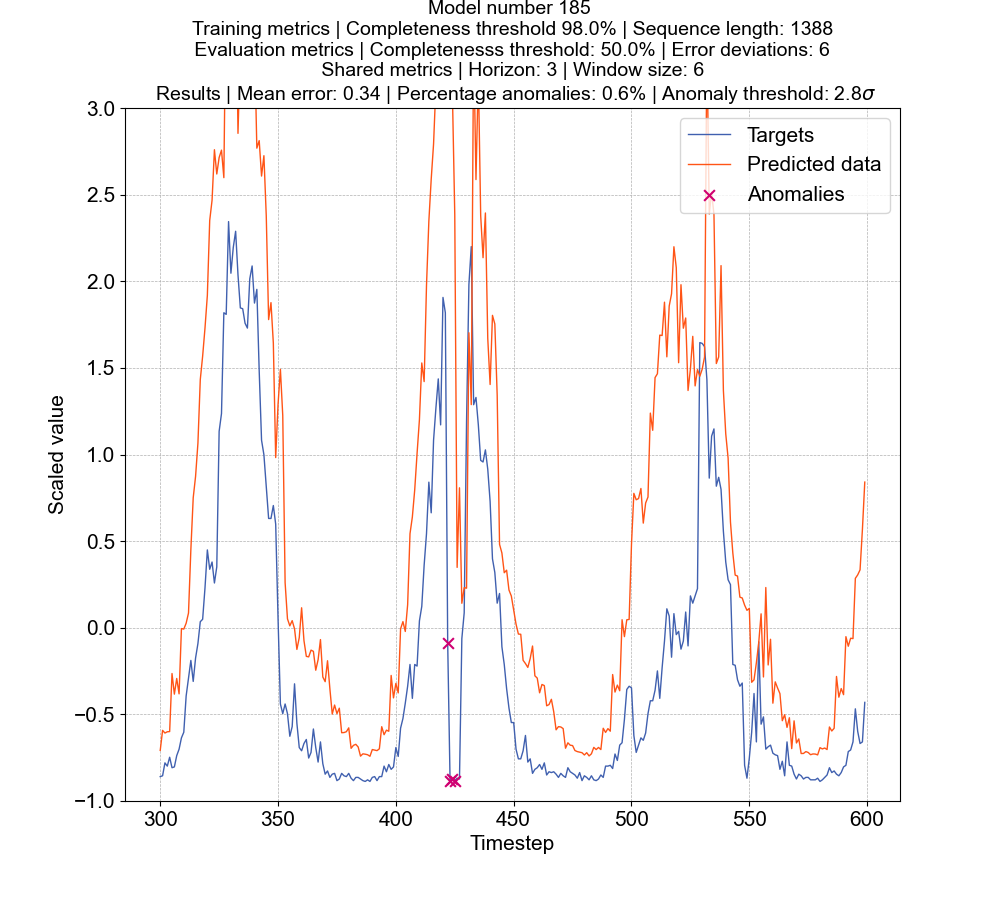 Model number 185
Training metrics | Completeness threshold 98.0% | Sequence length: 1388
Evaluation metrics | Completenesss threshold: 50.0% | Error deviations: 6
Shared metrics | Horizon: 3 | Window size: 6
Results | Mean error: 0.34 | Percentage anomalies: 0.6% | Anomaly threshold: 2.8σ
3.0
2.5
2.0
1.5
1.0
0.5
0.0
−0.5
−1.0
Scaled value
Targets
Predicted data
Anomalies
300 350 400 450 500 550 600
Timestep